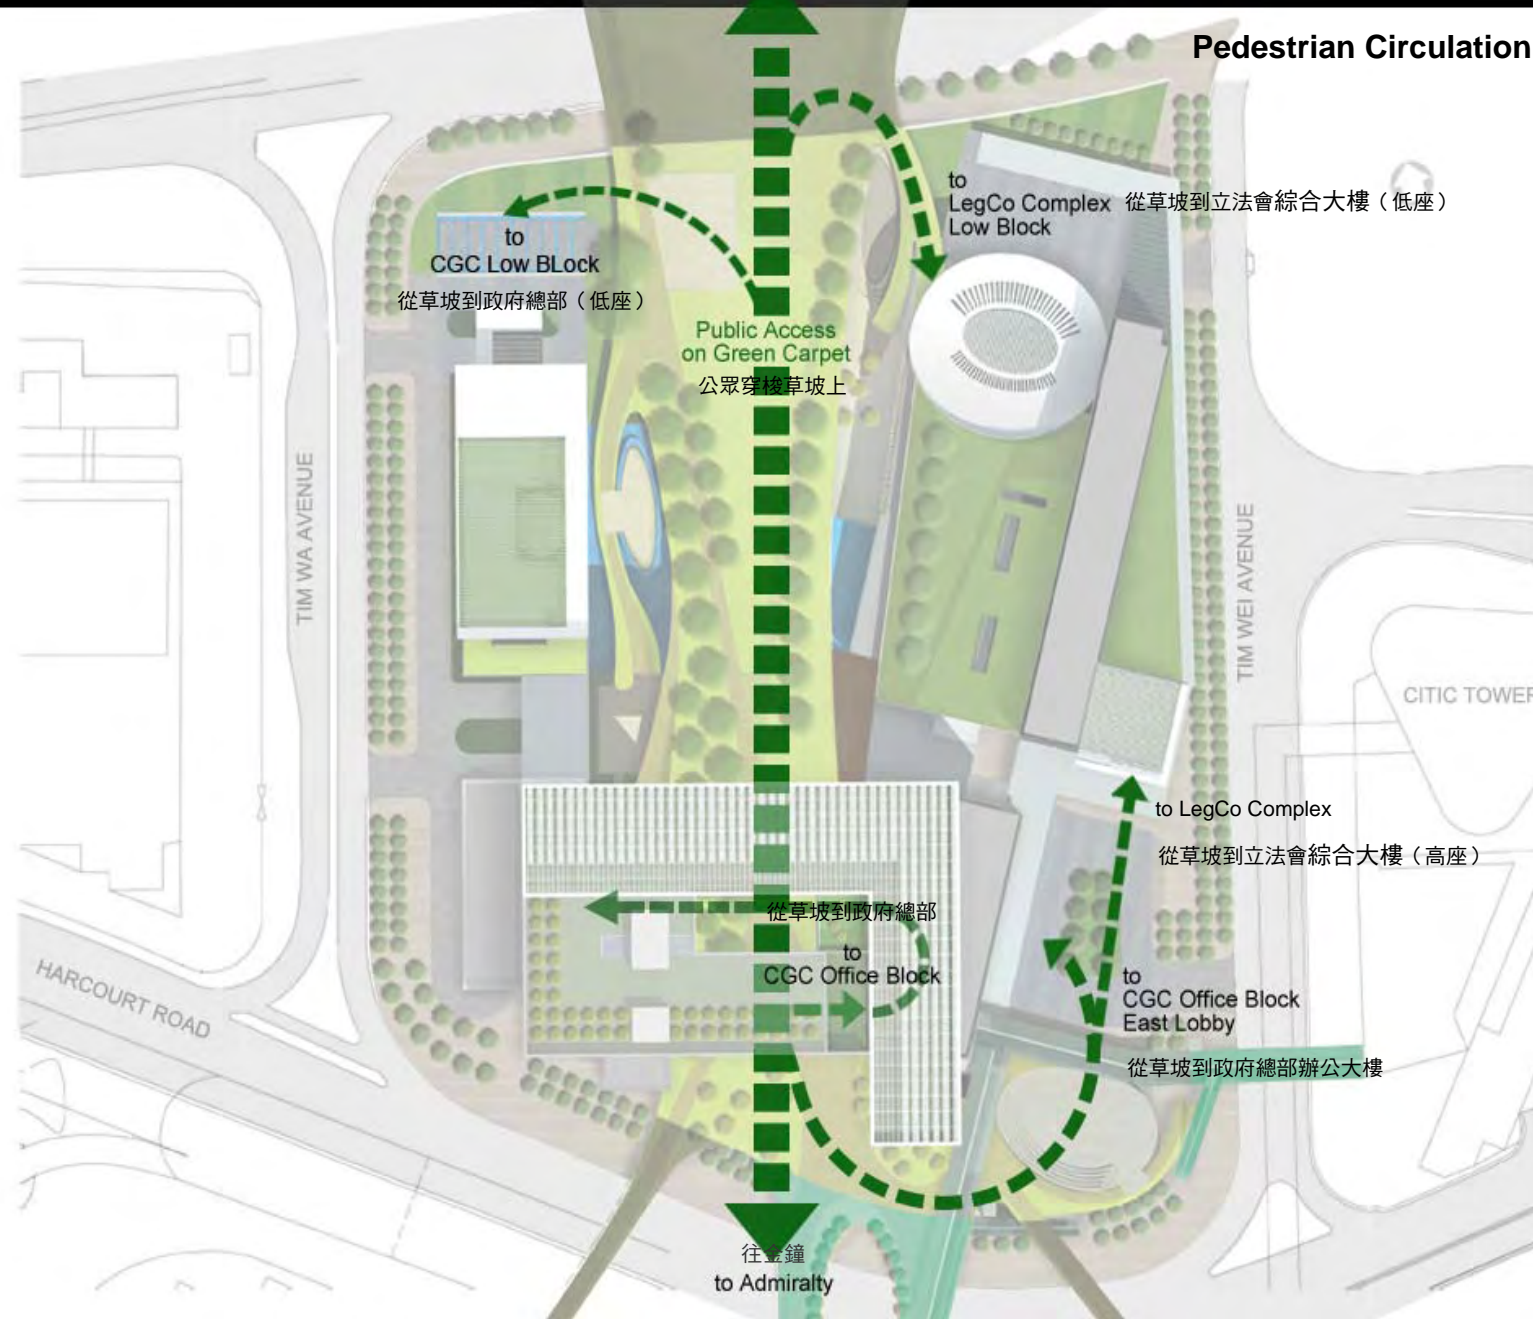 Pedestrian Circulation
to
LegCo Complex
Low Block
從草坡到立法會綜合大樓（低座）
to
CGC Low BLock
從草坡到政府總部（低座）
Public Access
on Green Carpet
公眾穿梭草坡上
TIM WA AVENUE
TIM WEI AVENUE
CITIC TOWER
to LegCo Complex
從草坡到立法會綜合大樓（高座）
從草坡到政府總部
to
CGC Office Block
HARCOURT ROAD
to
CGC Office Block
East Lobby
從草坡到政府總部辦公大樓
往金鐘
to Admiralty